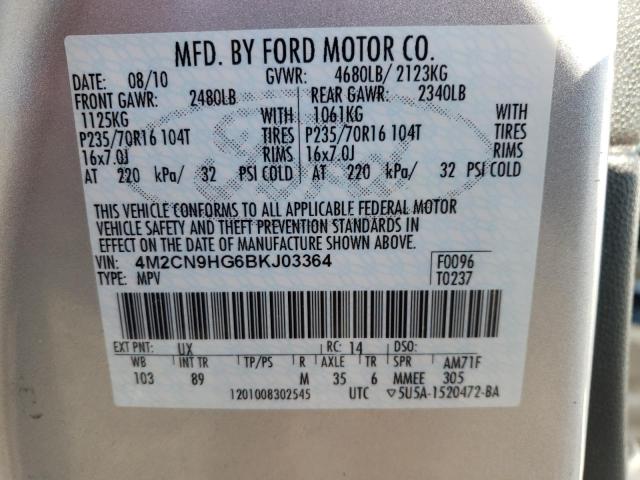 MFD. BY FORD MOTOR CO.
DATE: 08/10 GVWR: 4680LB/ 2123KG
FRONT GAWR: 2480LB REAR GAWR: 2340LB
1125KG WITH 1061KG WITH
P235/70R16 104T TIRES P235/70R16 104T TIRES
16x7.0J RIMS 16x7.0J RIMS
AT 220 kPa/ 32 PSI COLD AT 220 kPa/ 32 PSI COLD
THIS VEHICLE CONFORMS TO ALL APPLICABLE FEDERAL MOTOR
VEHICLE SAFETY AND THEFT PREVENTION STANDARDS IN
EFFECT ON THE DATE OF MANUFACTURE SHOWN ABOVE.
VIN: 4M2CN9HG6BKJ03364 F0096
TYPE: MPV T0237
EXT PNT: UX RC: 14 DSO:
WB INT TR TP/PS R AXLE TR SPR AM71F
103 89 M 35 6 MMEE 305
1201008302545 UTC ▽5U5A-1520472-BA